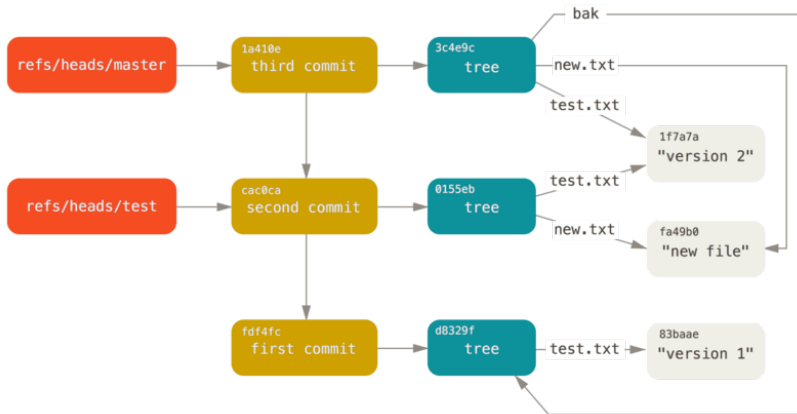 bak
1a410e
3c4e9c
refs/heads/master
third commit
tree
new.txt
test.txt
1f7a7a
"version 2"
cac0ca
0155eb
test.txt
refs/heads/test
second commit
tree
new.txt
fa49b0
"new file"
fdf4fc
d8329f
83baae
first commit
tree
test.txt
"version 1"